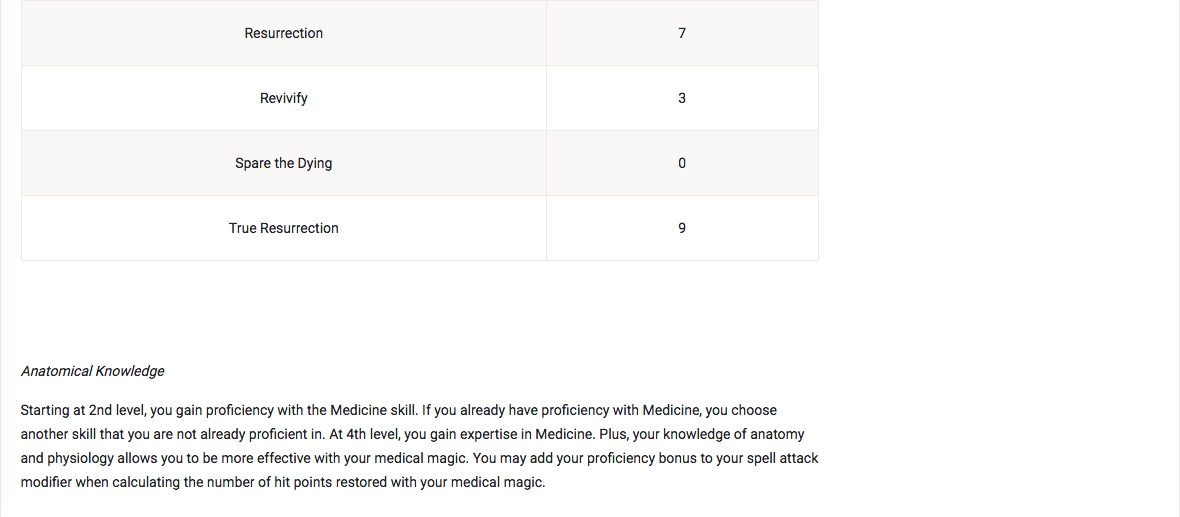 Resurrection 7
Revivify 3
Spare the Dying 0
True Resurrection 9
Anatomical Knowledge
Starting at 2nd level, you gain proficiency with the Medicine skill. If you already have proficiency with Medicine, you choose
another skill that you are not already proficient in. At 4th level, you gain expertise in Medicine. Plus, your knowledge of anatomy
and physiology allows you to be more effective with your medical magic. You may add your proficiency bonus to your spell attack
modifier when calculating the number of hit points restored with your medical magic.